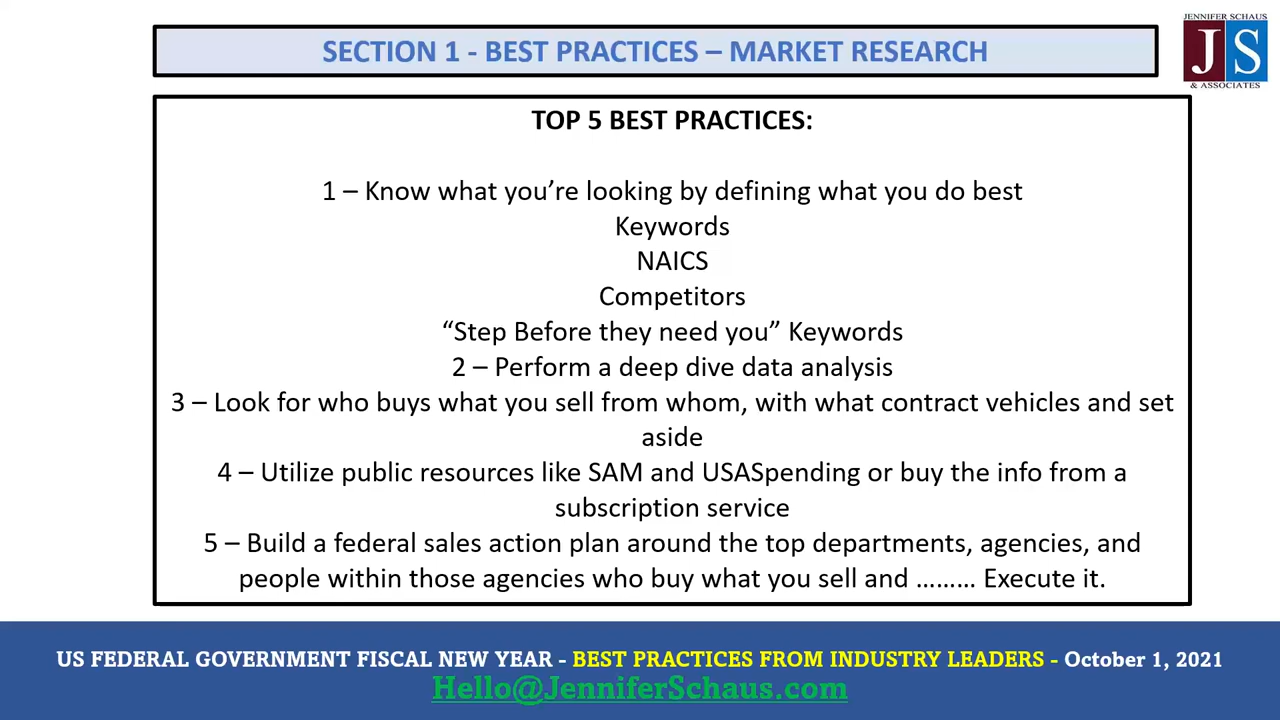 JENNIFER SCHAUS
JS
& ASSOCIATES
SECTION 1 - BEST PRACTICES – MARKET RESEARCH
TOP 5 BEST PRACTICES:
1 – Know what you’re looking by defining what you do best
Keywords
NAICS
Competitors
“Step Before they need you” Keywords
2 – Perform a deep dive data analysis
3 – Look for who buys what you sell from whom, with what contract vehicles and set
aside
4 – Utilize public resources like SAM and USASpending or buy the info from a
subscription service
5 – Build a federal sales action plan around the top departments, agencies, and
people within those agencies who buy what you sell and ……… Execute it.
US FEDERAL GOVERNMENT FISCAL NEW YEAR - BEST PRACTICES FROM INDUSTRY LEADERS - October 1, 2021
Hello@JenniferSchaus.com